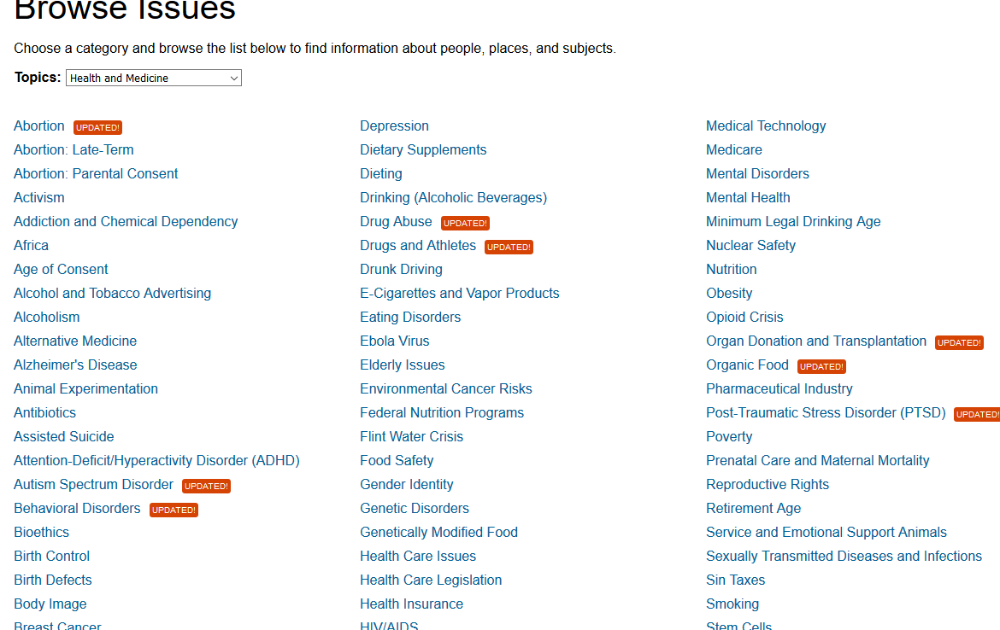 Browse Issues
Choose a category and browse the list below to find information about people, places, and subjects.
Topics: Health and Medicine
Abortion UPDATED!
Abortion: Late-Term
Abortion: Parental Consent
Activism
Addiction and Chemical Dependency
Africa
Age of Consent
Alcohol and Tobacco Advertising
Alcoholism
Alternative Medicine
Alzheimer's Disease
Animal Experimentation
Antibiotics
Assisted Suicide
Attention-Deficit/Hyperactivity Disorder (ADHD)
Autism Spectrum Disorder UPDATED!
Behavioral Disorders UPDATED!
Bioethics
Birth Control
Birth Defects
Body Image
Breast Cancer
Depression
Dietary Supplements
Dieting
Drinking (Alcoholic Beverages)
Drug Abuse UPDATED!
Drugs and Athletes UPDATED!
Drunk Driving
E-Cigarettes and Vapor Products
Eating Disorders
Ebola Virus
Elderly Issues
Environmental Cancer Risks
Federal Nutrition Programs
Flint Water Crisis
Food Safety
Gender Identity
Genetic Disorders
Genetically Modified Food
Health Care Issues
Health Care Legislation
Health Insurance
HIV/AIDS
Medical Technology
Medicare
Mental Disorders
Mental Health
Minimum Legal Drinking Age
Nuclear Safety
Nutrition
Obesity
Opioid Crisis
Organ Donation and Transplantation UPDATED!
Organic Food UPDATED!
Pharmaceutical Industry
Post-Traumatic Stress Disorder (PTSD) UPDATED!
Poverty
Prenatal Care and Maternal Mortality
Reproductive Rights
Retirement Age
Service and Emotional Support Animals
Sexually Transmitted Diseases and Infections
Sin Taxes
Smoking
Stem Cells